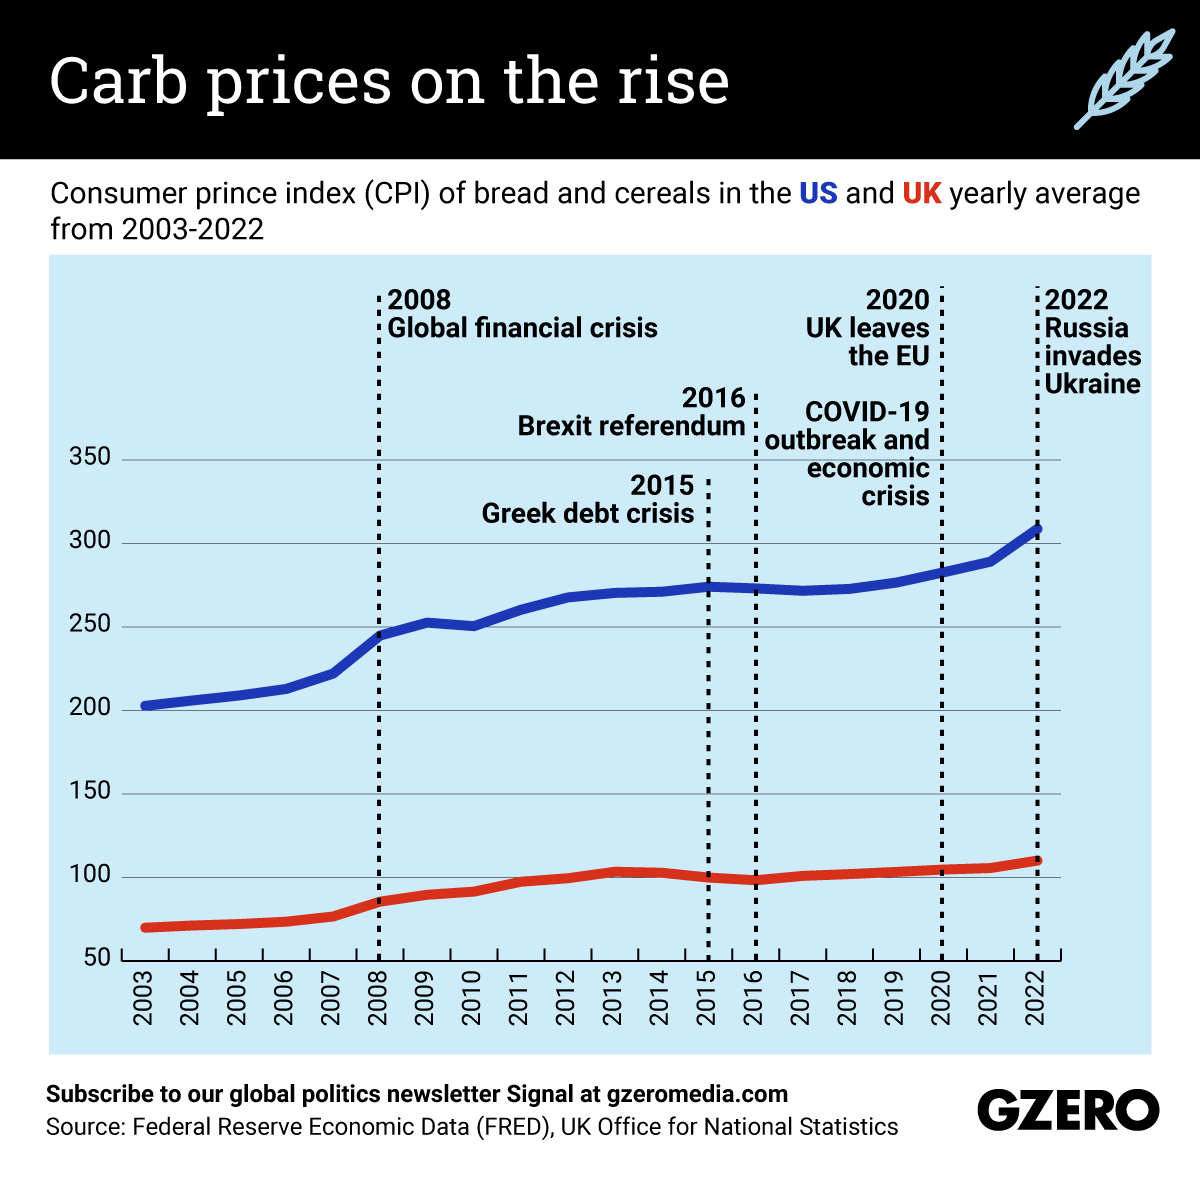 Carb prices on the rise
Consumer prince index (CPI) of bread and cereals in the US and UK yearly average
from 2003-2022
2008
Global financial crisis
2020
UK leaves
the EU
COVID-19
outbreak and
economic
crisis
2022
Russia
invades
Ukraine
2016
Brexit referendum
2015
Greek debt crisis
350
300
250
200
150
100
50
2003
2004
2005
2006
2007
2008
2009
2010
2011
2012
2013
2014
2015
2016
2017
2018
2019
2020
2021
2022
Subscribe to our global politics newsletter Signal at gzeromedia.com
Source: Federal Reserve Economic Data (FRED), UK Office for National Statistics
GZERO